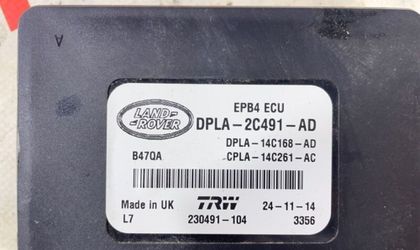 A
EPB4 ECU
LAND-
ROVER
DPLA-2C491-AD
DPLA-14C168-AD
B47QA
CPLA-14C261-AC
Made in UK
TRW
24-11-14
L7
230491-104
3356